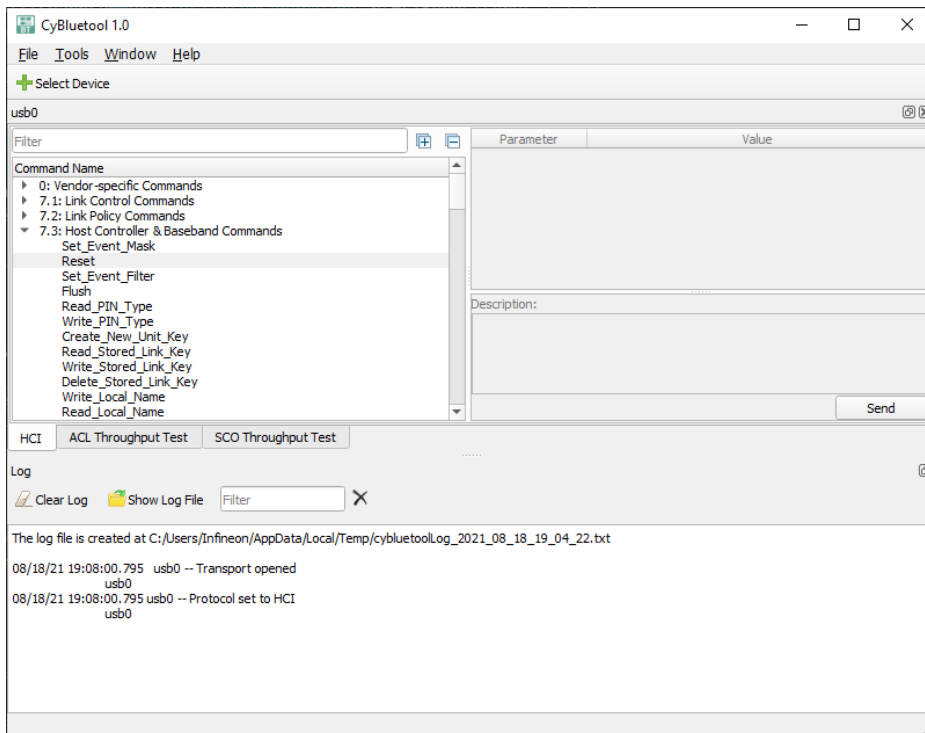 CyBluetool 1.0
File Tools Window Help
Select Device
usb0
Filter
Command Name
0: Vendor-specific Commands
7.1: Link Control Commands
7.2: Link Policy Commands
7.3: Host Controller & Baseband Commands
Set_Event_Mask
Reset
Set_Event_Filter
Flush
Read_PIN_Type
Write_PIN_Type
Create_New_Unit_Key
Read_Stored_Link_Key
Write_Stored_Link_Key
Delete_Stored_Link_Key
Write_Local_Name
Read_Local_Name
Parameter Value
Description:
Send
HCI ACL Throughput Test SCO Throughput Test
Log
Clear Log Show Log File Filter
The log file is created at C:/Users/Infineon/AppData/Local/Temp/cybluetoolLog_2021_08_18_19_04_22.txt
08/18/21 19:08:00.795 usb0 -- Transport opened
usb0
08/18/21 19:08:00.795 usb0 -- Protocol set to HCI
usb0